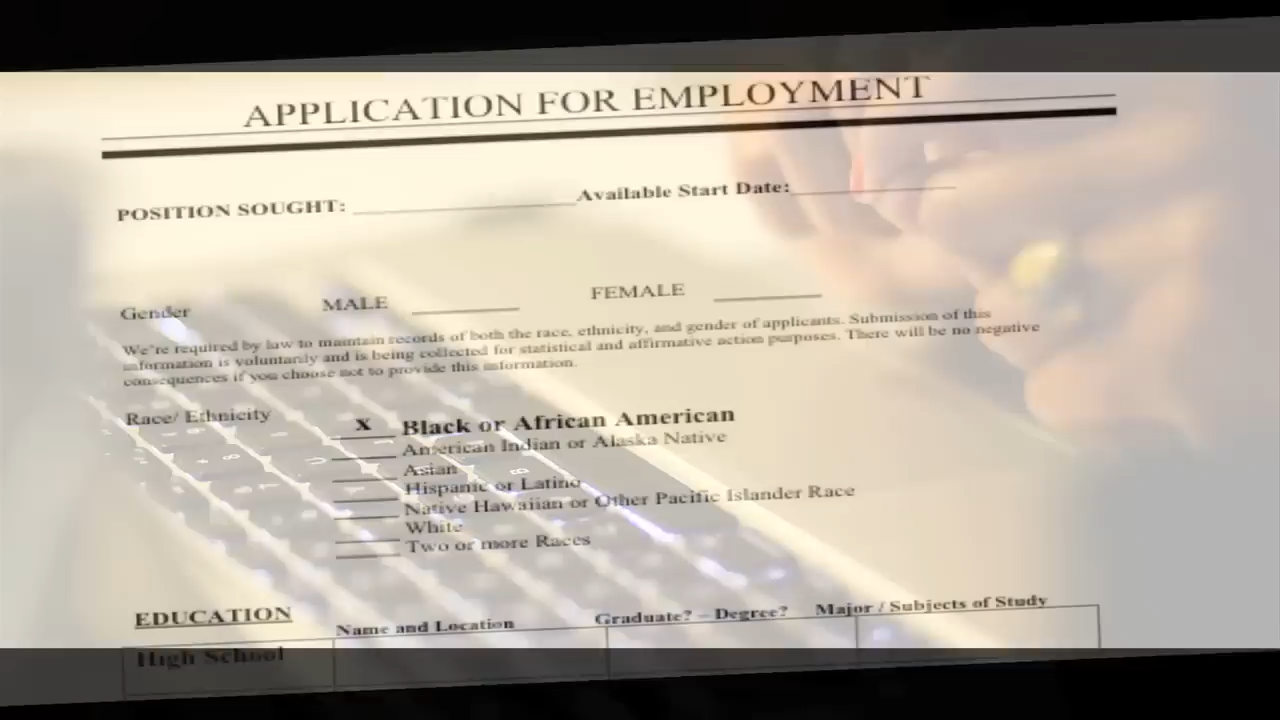 APPLICATION FOR EMPLOYMENT
POSITION SOUGHT: ____________ Available Start Date: ____________
Gender MALE ______ FEMALE ______
We're required by law to maintain records of both the race, ethnicity, and gender of applicants. Submission of this
information is voluntary and is being collected for statistical and affirmative action purposes. There will be no negative
consequences if you choose not to provide this information.
Race/ Ethnicity X Black or African American
American Indian or Alaska Native
Asian
Hispanic or Latino
Native Hawaiian or Other Pacific Islander Race
White
Two or more Races
EDUCATION Name and Location Graduate? – Degree? Major / Subjects of Study
High School